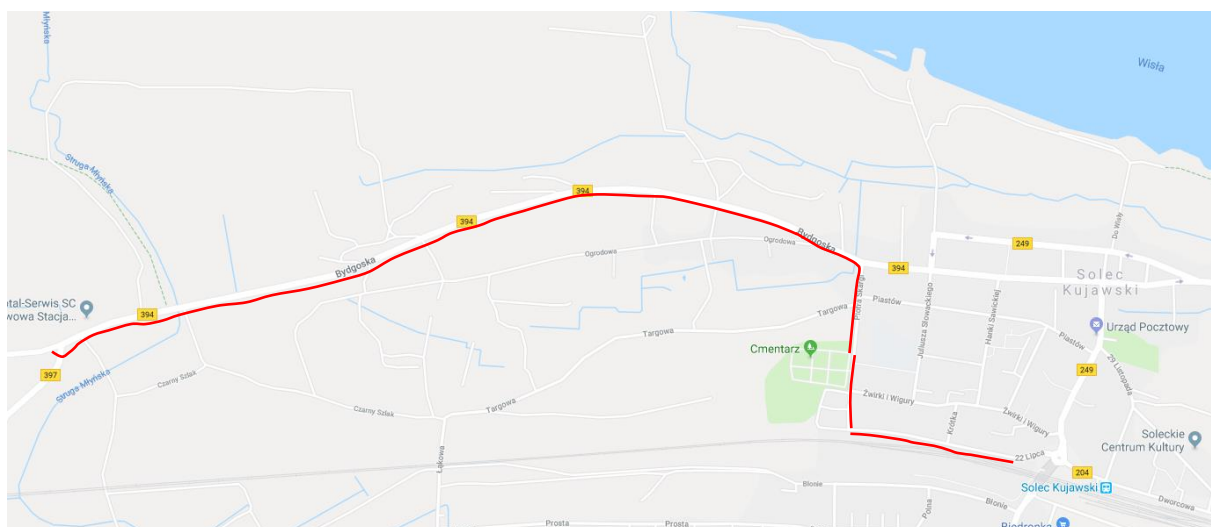 Młyńska
Wisła
Struga Młyńska
394
394
Bydgoska
Ogrodowa
Ogrodowa
Bydgoska
394
249
249
Do Wisły
Solec
Kujawski
Bydgoska
ntal-Serwis SC
wowa Stacja...
394
397
Struga Młyńska
Czarny Szlak
Czarny Szlak
Targowa
Targowa
Targowa
Piotra Skargi
Piastów
Piastów
Juliusza Słowackiego
Hanki Sawickiej
Urząd Pocztowy
Cmentarz
29 Listopada
Żwirki i Wigury
Żwirki i Wigury
Krótka
Soleckie
Centrum Kultury
22 Lipca
204
Solec Kujawski
Dworcowa
Łąkowa
Błonie
Błonie
Polna
Prosta
Prosta
Biedronka